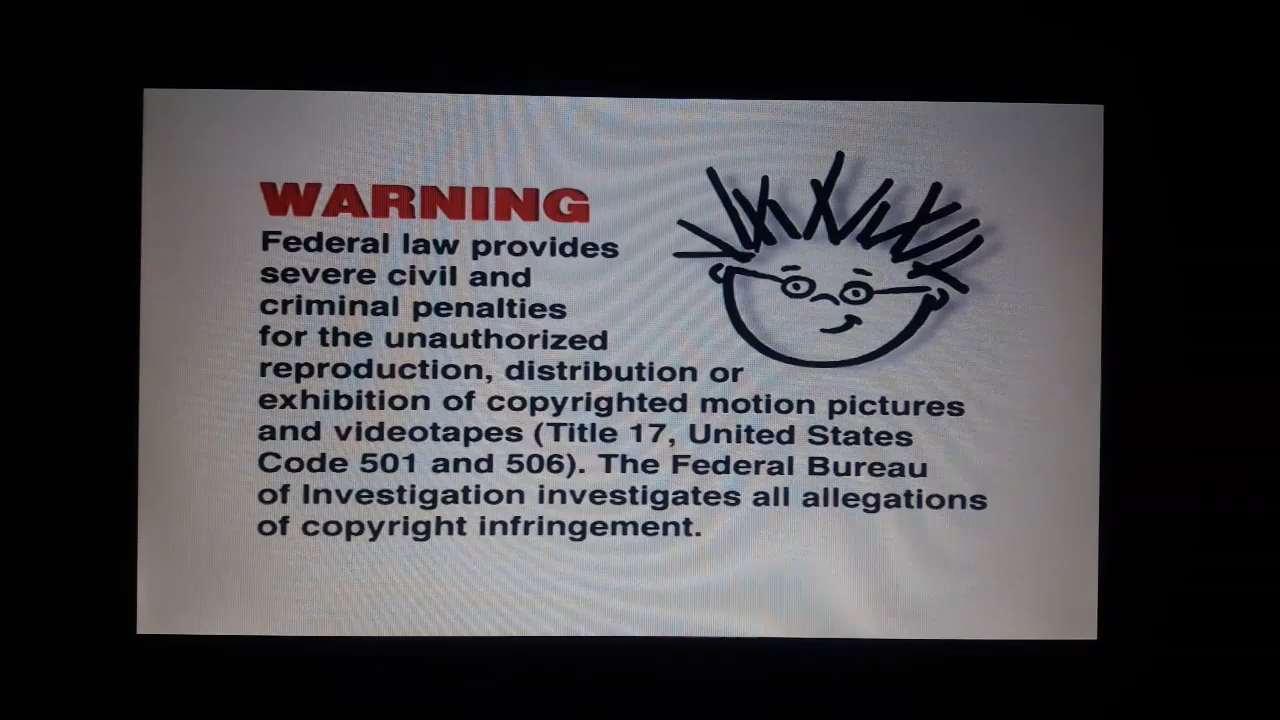 WARNING
Federal law provides
severe civil and
criminal penalties
for the unauthorized
reproduction, distribution or
exhibition of copyrighted motion pictures
and videotapes (Title 17, United States
Code 501 and 506). The Federal Bureau
of Investigation investigates all allegations
of copyright infringement.